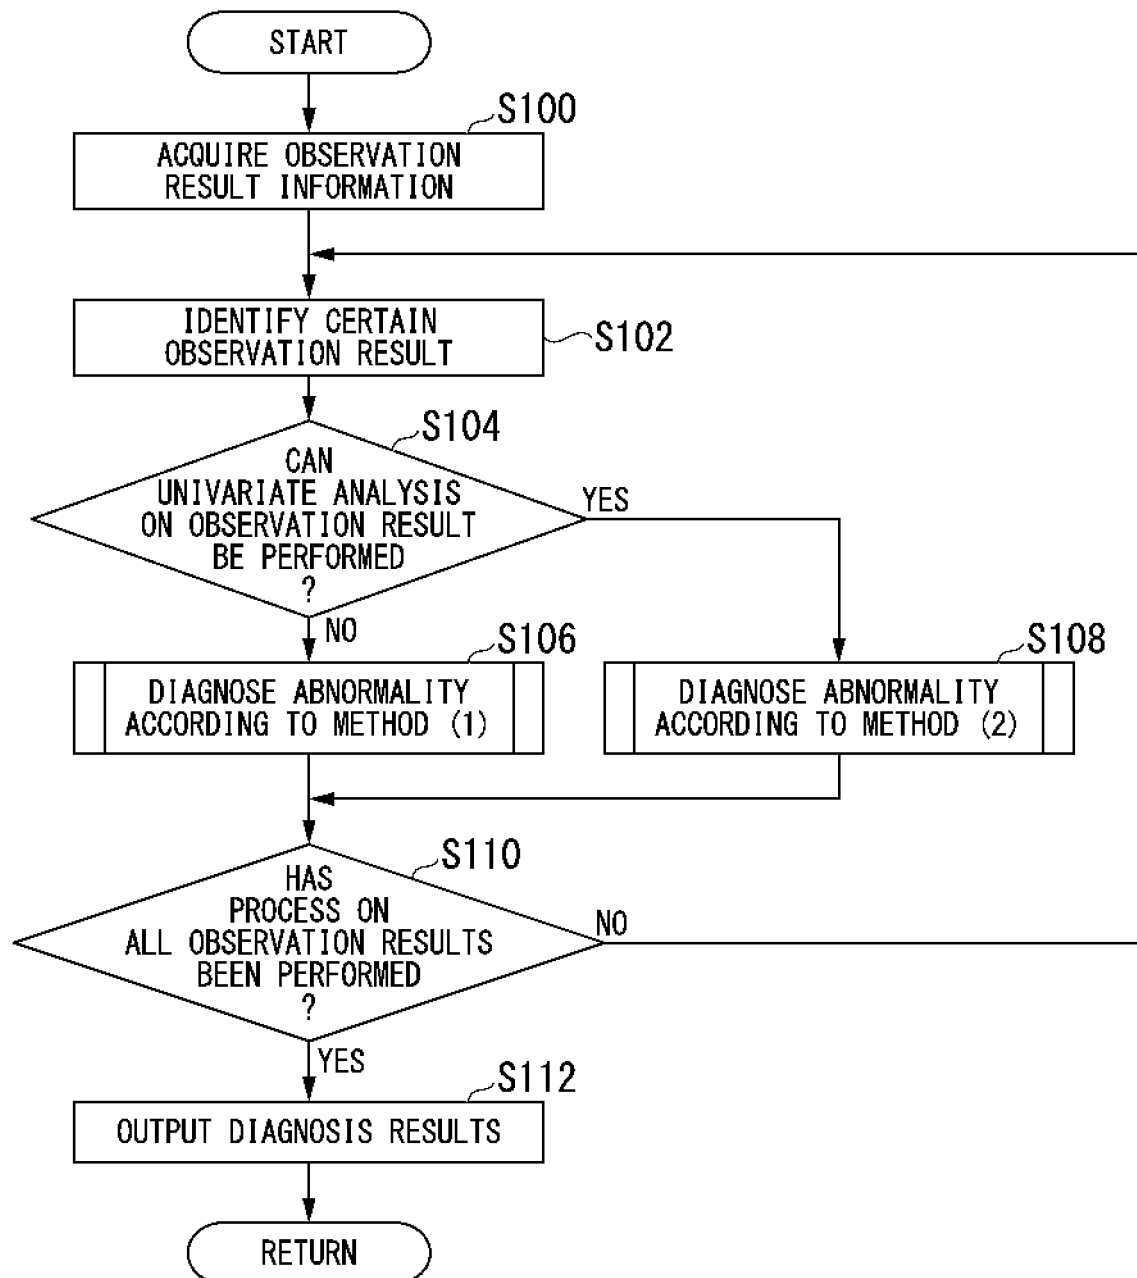 START
S100
ACQUIRE OBSERVATION
RESULT INFORMATION
IDENTIFY CERTAIN
OBSERVATION RESULT
S102
S104
CAN
UNIVARIATE ANALYSIS
ON OBSERVATION RESULT
BE PERFORMED
?
YES
NO
S106
DIAGNOSE ABNORMALITY
ACCORDING TO METHOD (1)
S108
DIAGNOSE ABNORMALITY
ACCORDING TO METHOD (2)
S110
HAS
PROCESS ON
ALL OBSERVATION RESULTS
BEEN PERFORMED
?
NO
YES
S112
OUTPUT DIAGNOSIS RESULTS
RETURN